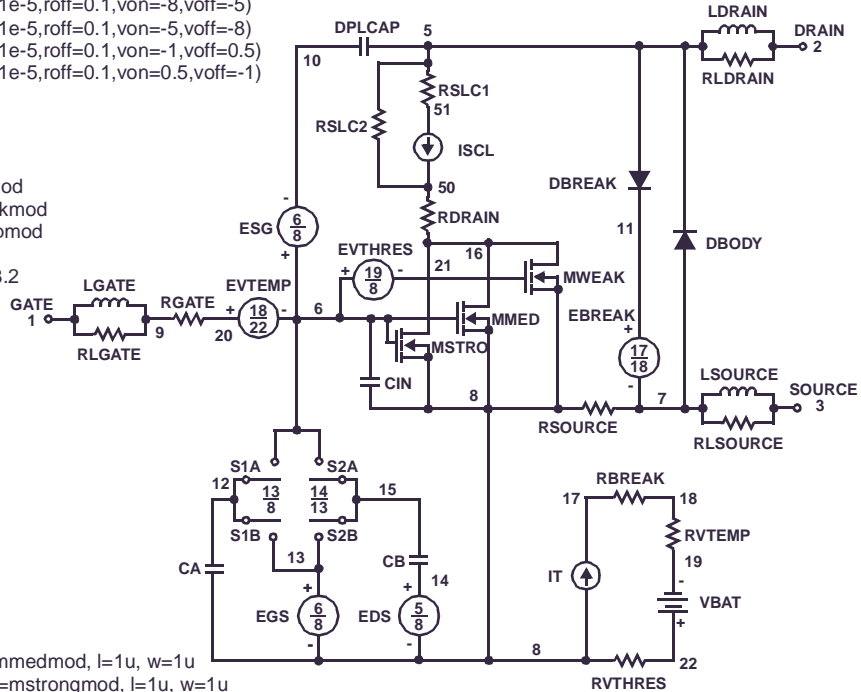 1e-5,roff=0.1,von=-8,voff=-5)
1e-5,roff=0.1,von=-5,voff=-8)
1e-5,roff=0.1,von=-1,voff=0.5)
1e-5,roff=0.1,von=0.5,voff=-1)
LDRAIN
DPLCAP 5 DRAIN
10 2
RLDRAIN
RSLC1
51
RSLC2
ISCL
od
kmod
omod
50
DBREAK
RDRAIN
ESG 6 8 - +
11
DBODY
EVTHRES 16
+ 19 8 - 21
MWEAK
3.2
LGATE EVTEMP
GATE RGATE + 18 22 - 6
EBREAK +
MMED
1 9 20
17 18
MSTRO
RLGATE
-
LSOURCE
CIN
8 7 SOURCE
3
RSOURCE
RLSOURCE
S1A S2A
12 13 8 14 13 15
RBREAK
17 18
S1B S2B
RVTEMP
13 CB 19
CA
IT -
+ + 14
VBAT
EGS 6 8 EDS 5 8
+
- -
8
22
RVTHRES
mmedmod, l=1u, w=1u
=mstrongmod, l=1u, w=1u